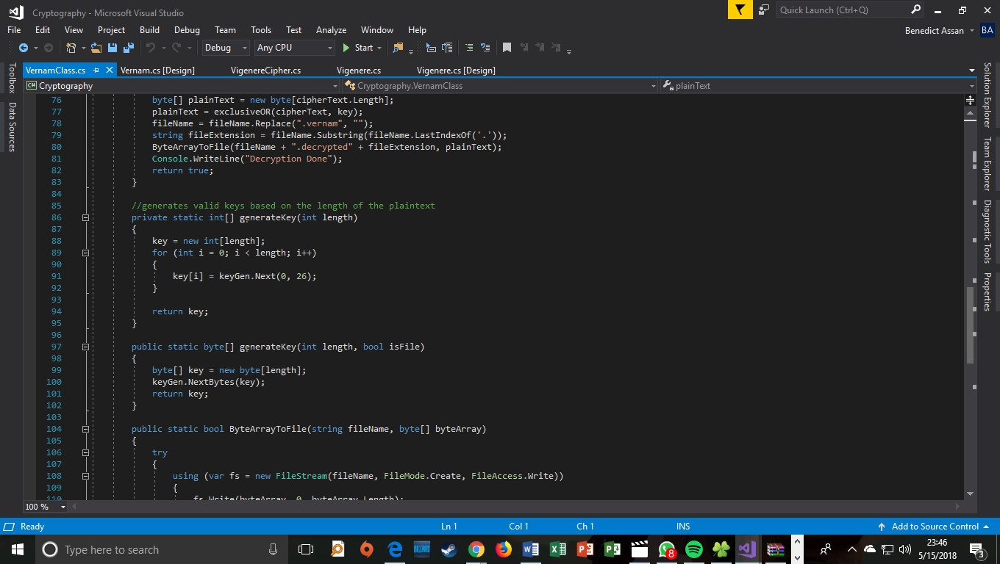 Cryptography - Microsoft Visual Studio
Quick Launch (Ctrl+Q)
File Edit View Project Build Debug Team Tools Test Analyze Window Help
Benedict Assan BA
Debug Any CPU Start
VernamClass.cs Vernam.cs [Design] VigenereCipher.cs Vigenere.cs Vigenere.cs [Design]
C# Cryptography Cryptography.VernamClass plainText
Toolbox
Data Sources
76 byte[] plainText = new byte[cipherText.Length];
77 plainText = exclusiveOR(cipherText, key);
78 fileName = fileName.Replace(".vernam", "");
79 string fileExtension = fileName.Substring(fileName.LastIndexOf('.'));
80 ByteArrayToFile(fileName + ".decrypted" + fileExtension, plainText);
81 Console.WriteLine("Decryption Done");
82 return true;
83 }
84
85 //generates valid keys based on the length of the plaintext
86 private static int[] generateKey(int length)
87 {
88 key = new int[length];
89 for (int i = 0; i < length; i++)
90 {
91 key[i] = keyGen.Next(0, 26);
92 }
93
94 return key;
95 }
96
97 public static byte[] generateKey(int length, bool isFile)
98 {
99 byte[] key = new byte[length];
100 keyGen.NextBytes(key);
101 return key;
102 }
103
104 public static bool ByteArrayToFile(string fileName, byte[] byteArray)
105 {
106 try
107 {
108 using (var fs = new FileStream(fileName, FileMode.Create, FileAccess.Write))
109 {
110 fs.Write(byteArray, 0, byteArray.Length);
Solution Explorer
Team Explorer
Diagnostic Tools
Properties
100 %
Ready Ln 1 Col 1 Ch 1 INS Add to Source Control
Type here to search
8
23:46
5/15/2018
3